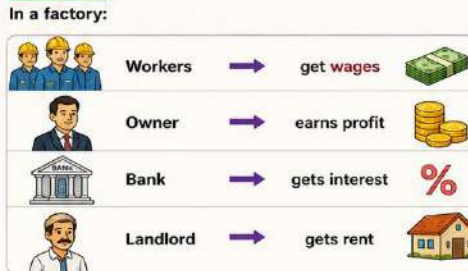 In a factory:
Workers → get wages
BANK
Owner → earns profit
Bank → gets interest %
Landlord → gets rent